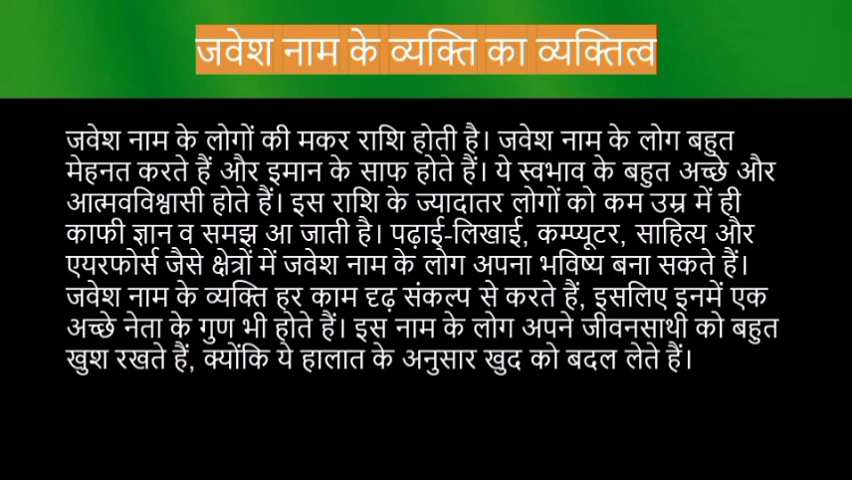 जवेश नाम के व्यक्ति का व्यक्तित्व
जवेश नाम के लोगों की मकर राशि होती है। जवेश नाम के लोग बहुत
मेहनत करते हैं और इमान के साफ होते हैं। ये स्वभाव के बहुत अच्छे और
आत्मवविश्वासी होते हैं। इस राशि के ज्यादातर लोगों को कम उम्र में ही
काफी ज्ञान व समझ आ जाती है। पढ़ाई-लिखाई, कम्प्यूटर, साहित्य और
एयरफोर्स जैसे क्षेत्रों में जवेश नाम के लोग अपना भविष्य बना सकते हैं।
जवेश नाम के व्यक्ति हर काम दृढ़ संकल्प से करते हैं, इसलिए इनमें एक
अच्छे नेता के गुण भी होते हैं। इस नाम के लोग अपने जीवनसाथी को बहुत
खुश रखते हैं, क्योंकि ये हालात के अनुसार खुद को बदल लेते हैं।